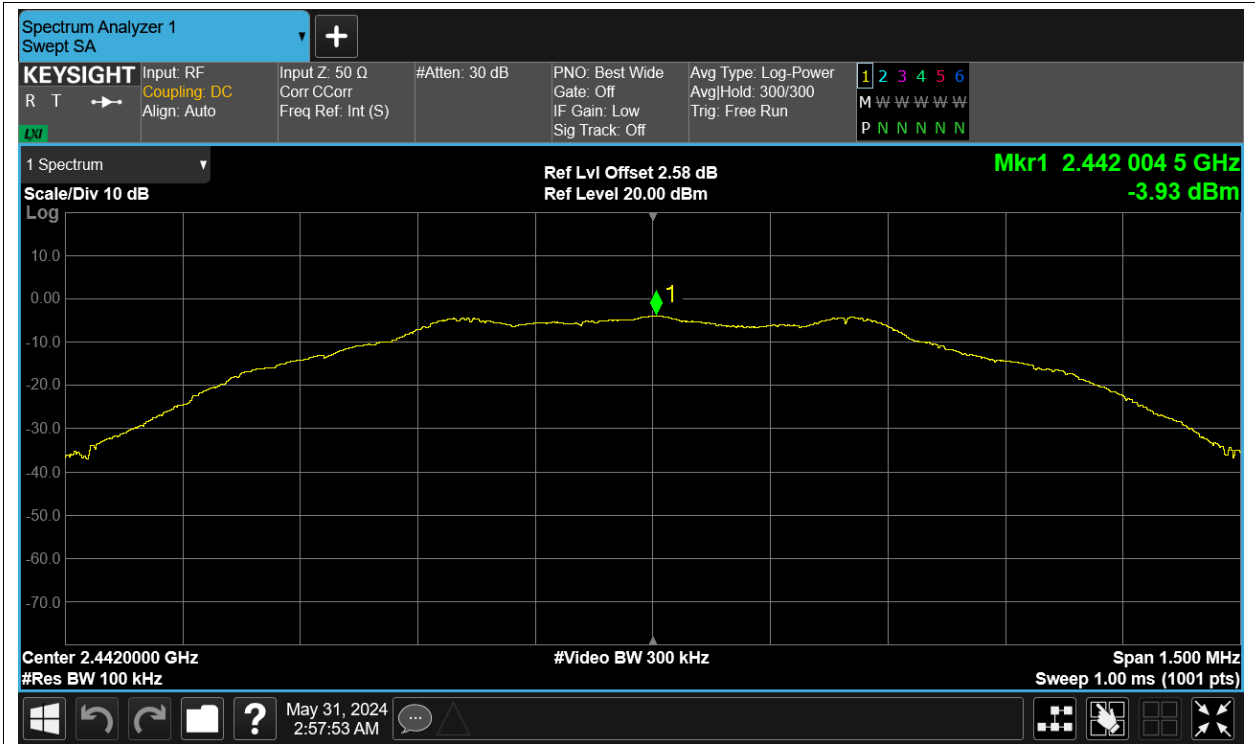 Spectrum Analyzer 1
Swept SA
KEYSIGHT
R T
LXI
Input: RF
Coupling: DC
Align: Auto
Input Z: 50 Ω
Corr CCorr
Freq Ref: Int (S)
#Atten: 30 dB
PNO: Best Wide
Gate: Off
IF Gain: Low
Sig Track: Off
Avg Type: Log-Power
Avg|Hold: 300/300
Trig: Free Run
1 2 3 4 5 6
M W W W W W
P N N N N N
1 Spectrum
Scale/Div 10 dB
Log
Ref Lvl Offset 2.58 dB
Ref Level 20.00 dBm
Mkr1 2.442 004 5 GHz
-3.93 dBm
10.0
0.00
-10.0
-20.0
-30.0
-40.0
-50.0
-60.0
-70.0
1
Center 2.4420000 GHz
#Res BW 100 kHz
#Video BW 300 kHz
Span 1.500 MHz
Sweep 1.00 ms (1001 pts)
?
May 31, 2024
2:57:53 AM